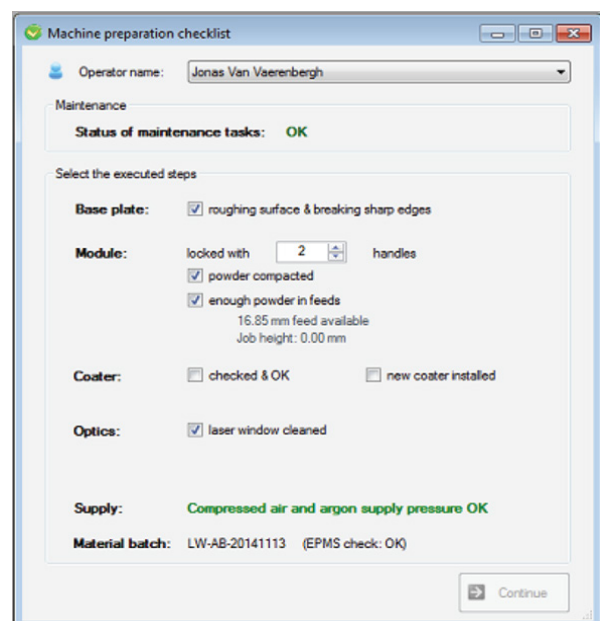 Machine preparation checklist
Operator name: Jonas Van Vaerenbergh
Maintenance
Status of maintenance tasks: OK
Select the executed steps
Base plate: roughing surface & breaking sharp edges
Module: locked with 2 handles
powder compacted
enough powder in feeds
16.85 mm feed available
Job height: 0.00 mm
Coater: checked & OK new coater installed
Optics: laser window cleaned
Supply: Compressed air and argon supply pressure OK
Material batch: LW-AB-20141113 (EPMS check: OK)
Continue